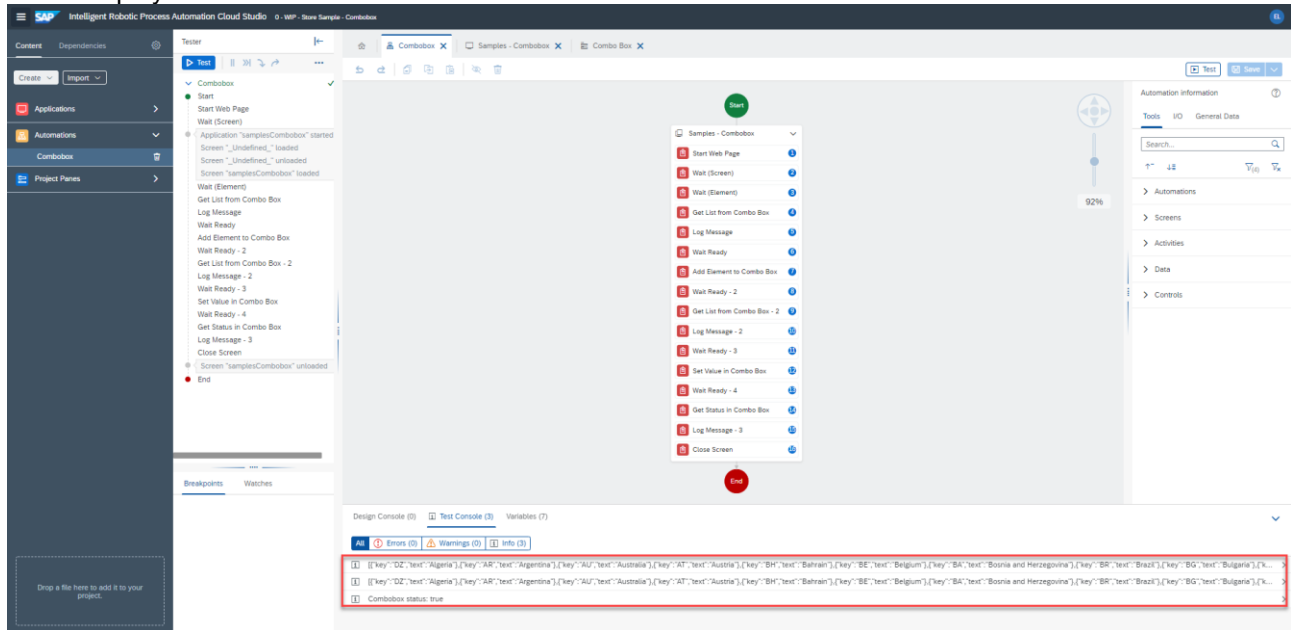 SAP Intelligent Robotic Process Automation Cloud Studio 0 - WIP - Store Sample - Combobox
EL
Content Dependencies
Create Import
Applications
Automations
Combobox
Project Panes
Drop a file here to add it to your
project.
Tester
Test
Combobox
Start
Start Web Page
Wait (Screen)
Application "samplesCombobox" started
Screen "_Undefined_" loaded
Screen "_Undefined_" unloaded
Screen "samplesCombobox" loaded
Wait (Element)
Get List from Combo Box
Log Message
Wait Ready
Add Element to Combo Box
Wait Ready - 2
Get List from Combo Box - 2
Log Message - 2
Wait Ready - 3
Set Value in Combo Box
Wait Ready - 4
Get Status in Combo Box
Log Message - 3
Close Screen
Screen "samplesCombobox" unloaded
End
Breakpoints Watches
Combobox X Samples - Combobox X Combo Box X
Test Save
Start
Samples - Combobox
Start Web Page 1
Wait (Screen) 2
Wait (Element) 3
Get List from Combo Box 4
Log Message 5
Wait Ready 6
Add Element to Combo Box 7
Wait Ready - 2 8
Get List from Combo Box - 2 9
Log Message - 2 10
Wait Ready - 3 11
Set Value in Combo Box 12
Wait Ready - 4 13
Get Status in Combo Box 14
Log Message - 3 15
Close Screen 16
End
92%
Automation Information
Tools I/O General Data
Search...
Automations
Screens
Activities
Data
Controls
Design Console (0) Test Console (3) Variables (7)
All Errors (0) Warnings (0) Info (3)
[{"key":"DZ","text":"Algeria"},{"key":"AR","text":"Argentina"},{"key":"AU","text":"Australia"},{"key":"AT","text":"Austria"},{"key":"BH","text":"Bahrain"},{"key":"BE","text":"Belgium"},{"key":"BA","text":"Bosnia and Herzegovina"},{"key":"BR","text":"Brazil"},{"key":"BG","text":"Bulgaria"},{"k...
[{"key":"DZ","text":"Algeria"},{"key":"AR","text":"Argentina"},{"key":"AU","text":"Australia"},{"key":"AT","text":"Austria"},{"key":"BH","text":"Bahrain"},{"key":"BE","text":"Belgium"},{"key":"BA","text":"Bosnia and Herzegovina"},{"key":"BR","text":"Brazil"},{"key":"BG","text":"Bulgaria"},{"k...
Combobox status: true